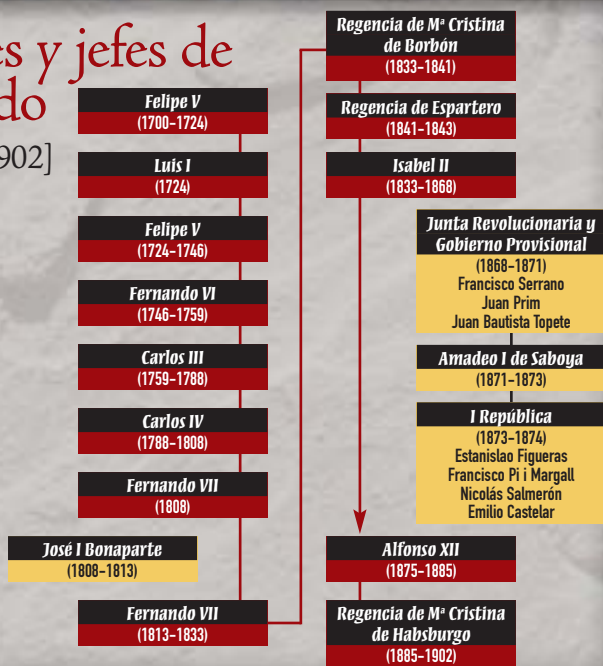 es y jefes de
do
902]
Felipe V
(1700-1724)
Luis I
(1724)
Felipe V
(1724-1746)
Fernando VI
(1746-1759)
Carlos III
(1759-1788)
Carlos IV
(1788-1808)
Fernando VII
(1808)
José I Bonaparte
(1808-1813)
Fernando VII
(1813-1833)
Regencia de Mª Cristina
de Borbón
(1833-1841)
Regencia de Espartero
(1841-1843)
Isabel II
(1833-1868)
Junta Revolucionaria y
Gobierno Provisional
(1868-1871)
Francisco Serrano
Juan Prim
Juan Bautista Topete
Amadeo I de Saboya
(1871-1873)
I República
(1873-1874)
Estanislao Figueras
Francisco Pi i Margall
Nicolás Salmerón
Emilio Castelar
Alfonso XII
(1875-1885)
Regencia de Mª Cristina
de Habsburgo
(1885-1902)